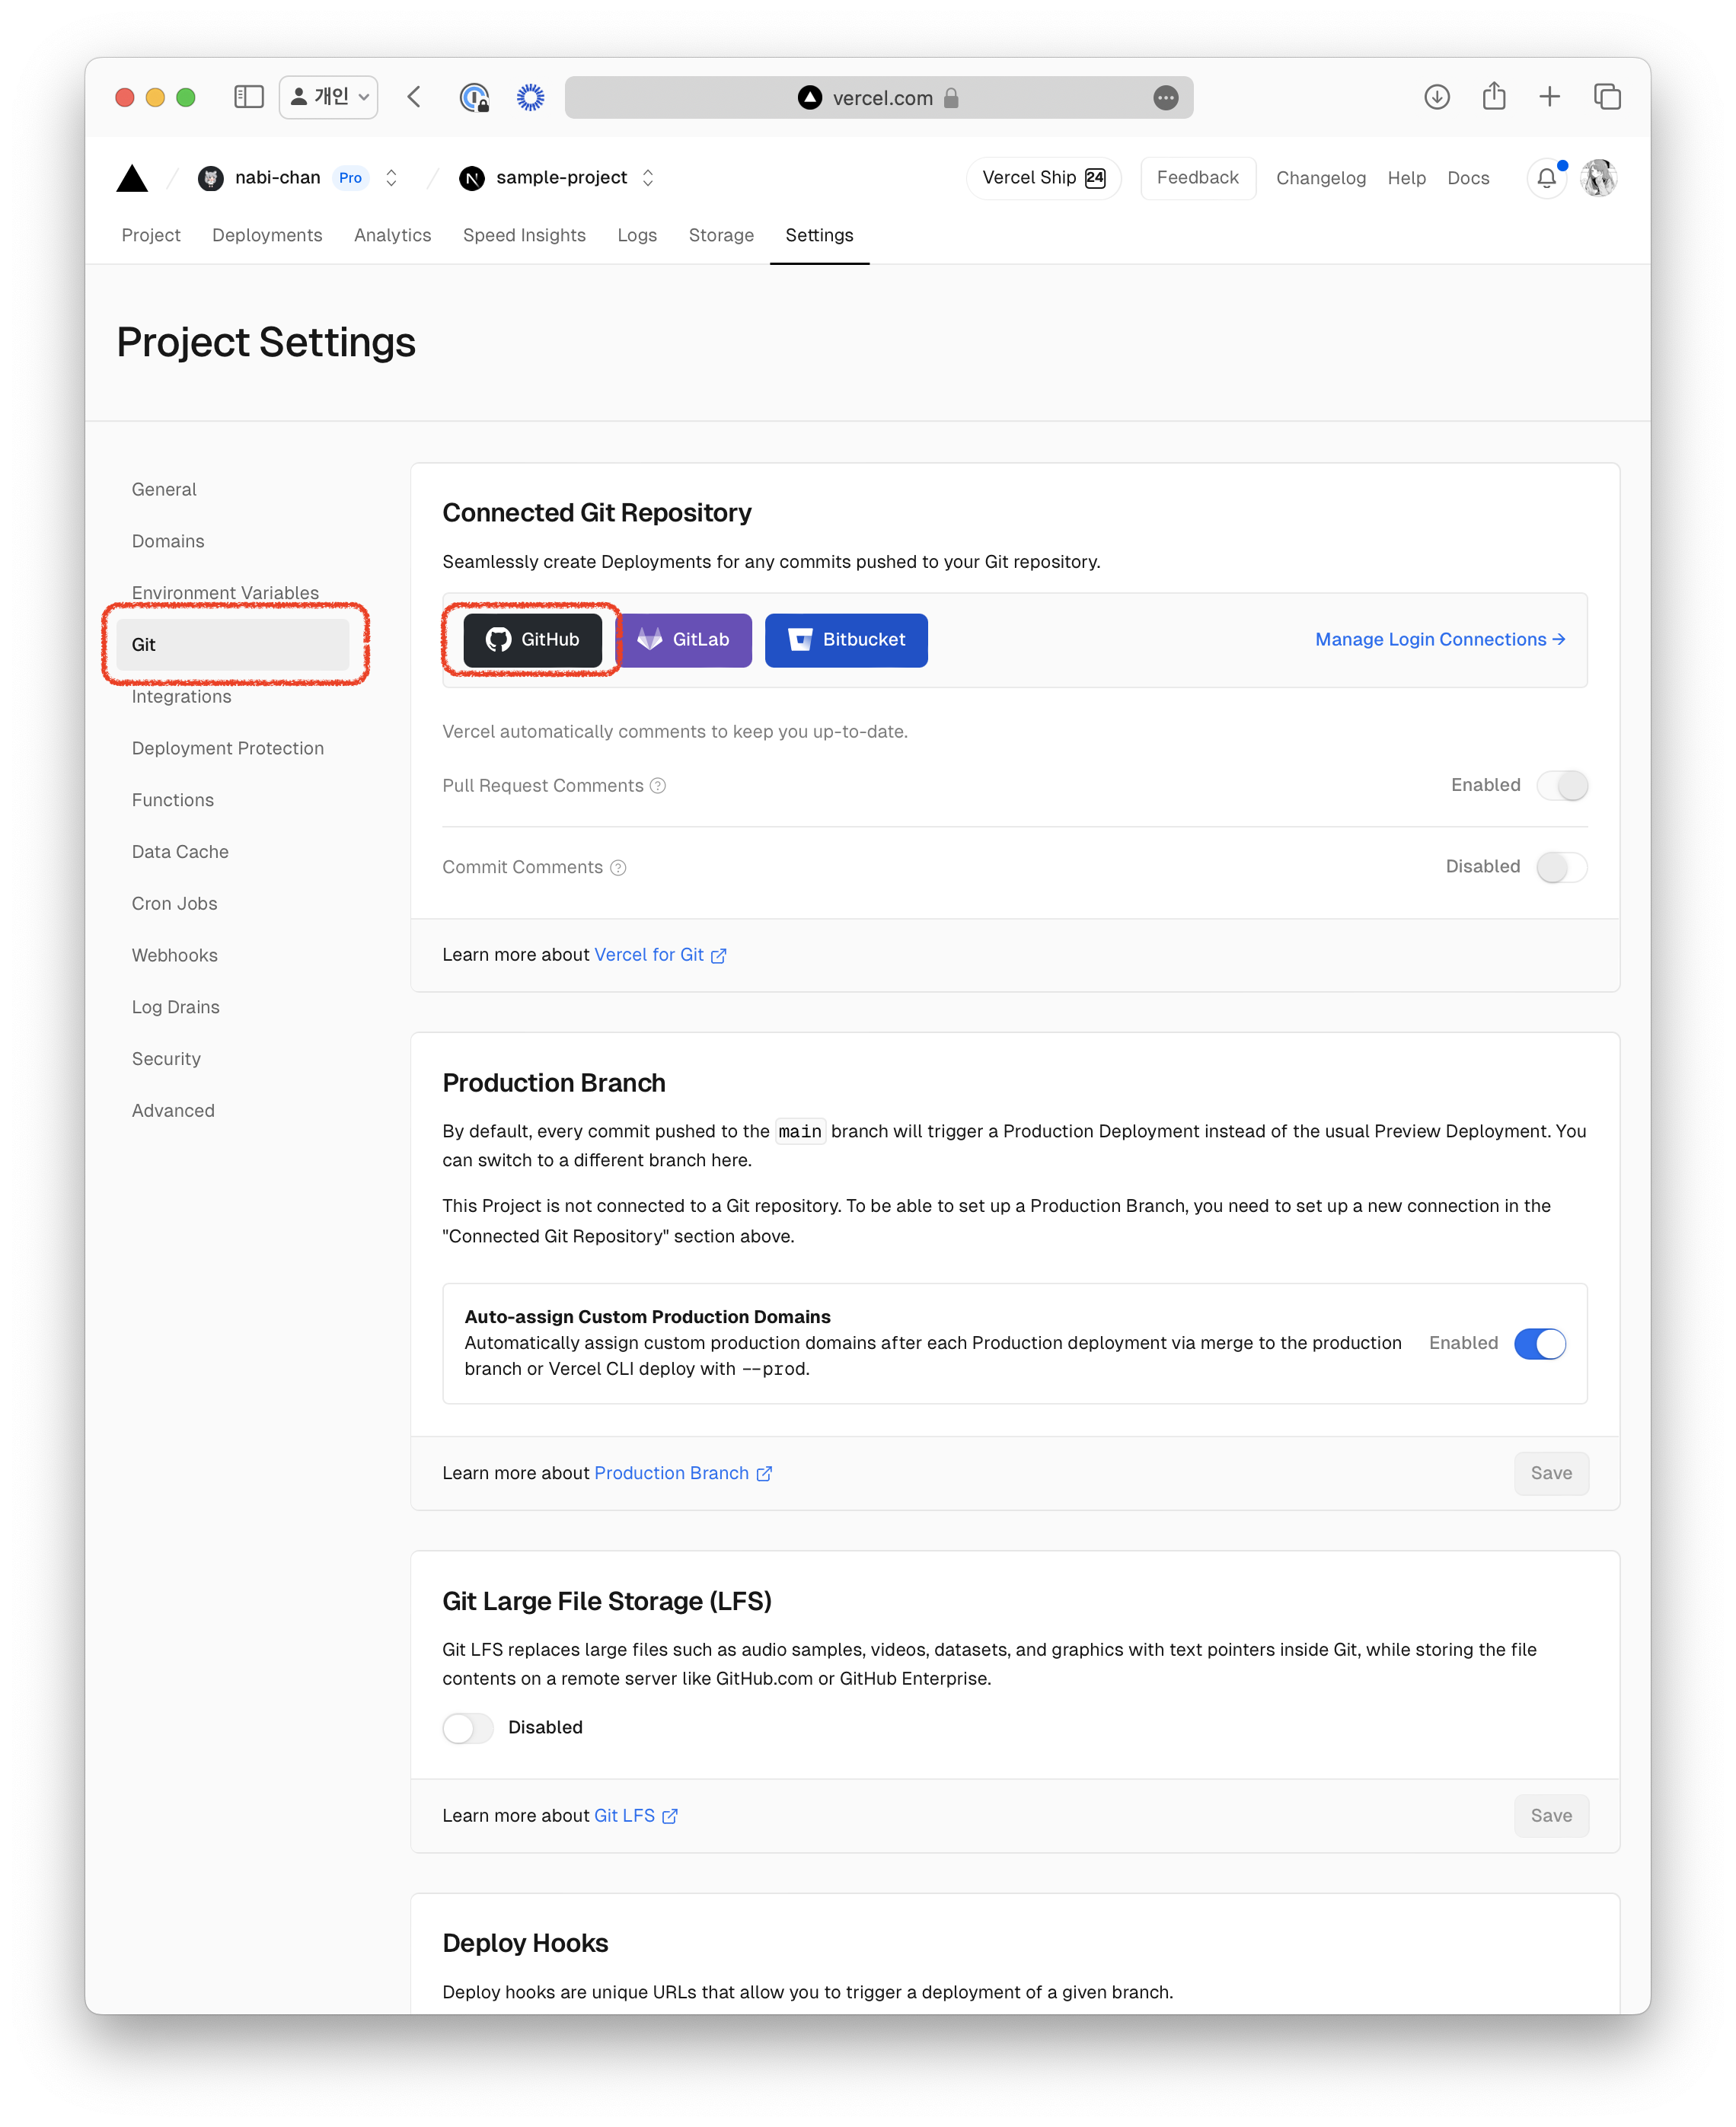 개인
vercel.com
nabi-chan Pro
sample-project
Vercel Ship 24
Feedback
Changelog
Help
Docs
Project
Deployments
Analytics
Speed Insights
Logs
Storage
Settings
Project Settings
General
Domains
Environment Variables
Git
Integrations
Deployment Protection
Functions
Data Cache
Cron Jobs
Webhooks
Log Drains
Security
Advanced
Connected Git Repository
Seamlessly create Deployments for any commits pushed to your Git repository.
GitHub
GitLab
Bitbucket
Manage Login Connections →
Vercel automatically comments to keep you up-to-date.
Pull Request Comments ?
Enabled
Commit Comments ?
Disabled
Learn more about Vercel for Git
Production Branch
By default, every commit pushed to the main branch will trigger a Production Deployment instead of the usual Preview Deployment. You
can switch to a different branch here.
This Project is not connected to a Git repository. To be able to set up a Production Branch, you need to set up a new connection in the
"Connected Git Repository" section above.
Auto-assign Custom Production Domains
Automatically assign custom production domains after each Production deployment via merge to the production
branch or Vercel CLI deploy with --prod.
Enabled
Learn more about Production Branch
Save
Git Large File Storage (LFS)
Git LFS replaces large files such as audio samples, videos, datasets, and graphics with text pointers inside Git, while storing the file
contents on a remote server like GitHub.com or GitHub Enterprise.
Disabled
Learn more about Git LFS
Save
Deploy Hooks
Deploy hooks are unique URLs that allow you to trigger a deployment of a given branch.